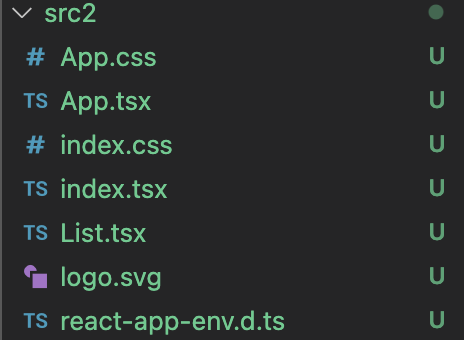 src2
# App.css U
TS App.tsx U
# index.css U
TS index.tsx U
TS List.tsx U
logo.svg U
TS react-app-env.d.ts U